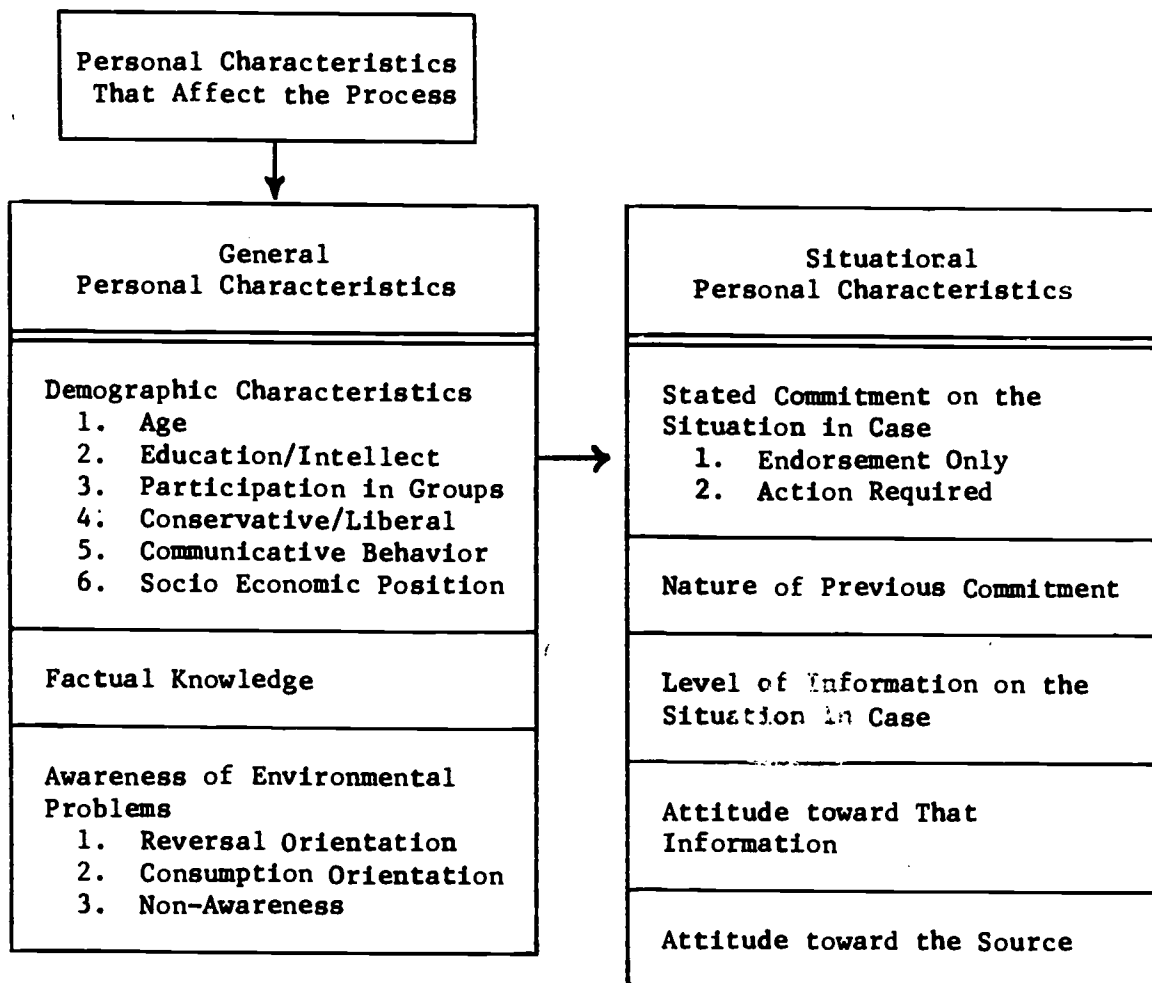 Personal Characteristics
That Affect the Process
General
Personal Characteristics
Demographic Characteristics
1. Age
2. Education/Intellect
3. Participation in Groups
4. Conservative/Liberal
5. Communicative Behavior
6. Socio Economic Position
Factual Knowledge
Awareness of Environmental
Problems
1. Reversal Orientation
2. Consumption Orientation
3. Non-Awareness
Situational
Personal Characteristics
Stated Commitment on the
Situation in Case
1. Endorsement Only
2. Action Required
Nature of Previous Commitment
Level of Information on the
Situation in Case
Attitude toward That
Information
Attitude toward the Source